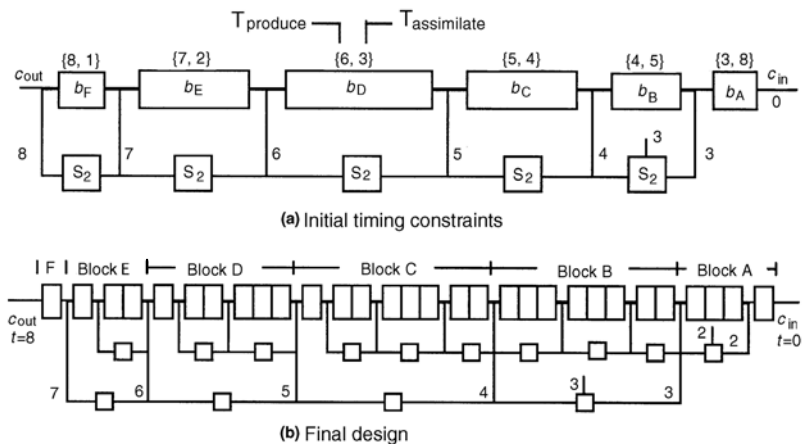 T produce T assimilate
{8, 1} {7, 2} {6, 3} {5, 4} {4, 5} {3, 8}
c out b F b E b D b C b B b A c in
0
8 7 6 5 4 3 3
S 2 S 2 S 2 S 2 S 2
(a) Initial timing constraints
F Block E Block D Block C Block B Block A
c out c in
t=8 t=0
2 2
7 6 5 4 3 3
(b) Final design